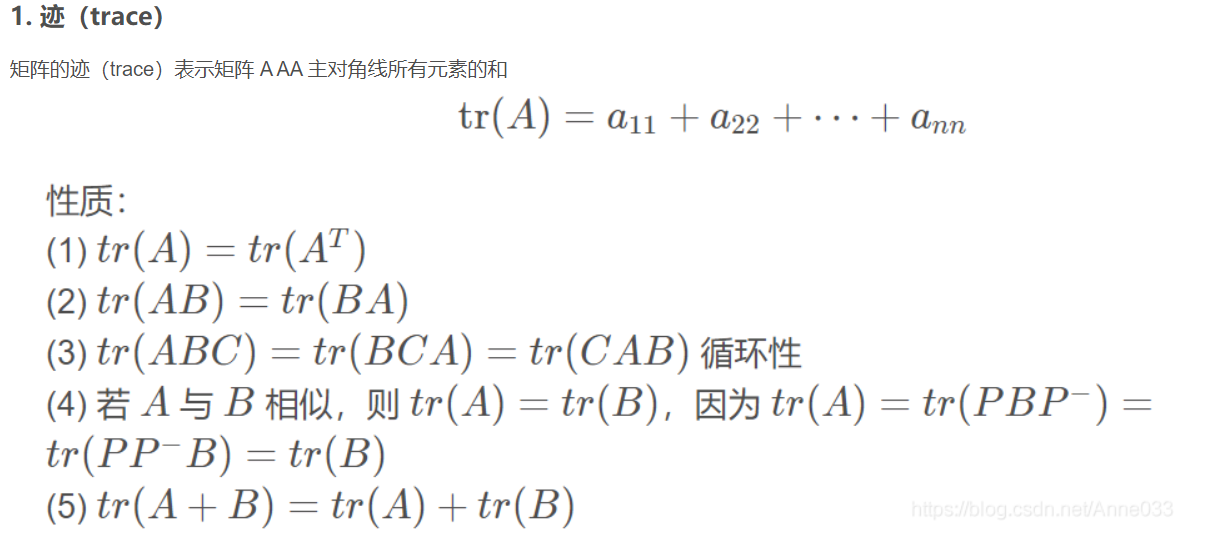 1. 迹（trace）
矩阵的迹（trace）表示矩阵 A AA 主对角线所有元素的和
tr(A) = a₁₁ + a₂₂ + ⋯ + aₙₙ
性质：
(1) tr(A) = tr(Aᵀ)
(2) tr(AB) = tr(BA)
(3) tr(ABC) = tr(BCA) = tr(CAB) 循环性
(4) 若 A 与 B 相似，则 tr(A) = tr(B)，因为 tr(A) = tr(PBP⁻) =
tr(PP⁻B) = tr(B)
(5) tr(A + B) = tr(A) + tr(B)
https://blog.csdn.net/Anne033